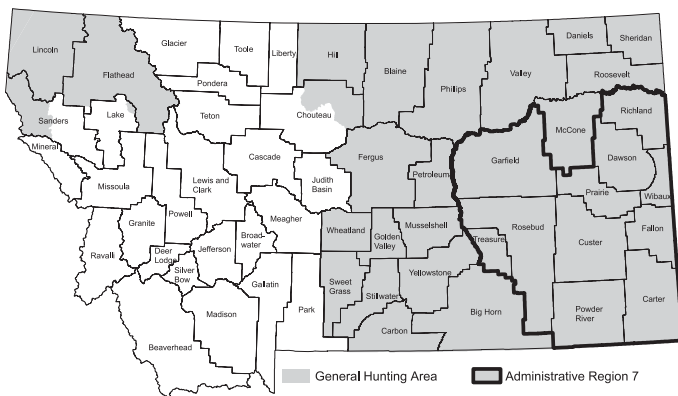 Lincoln
Flathead
Glacier
Toole
Liberty
Hill
Blaine
Phillips
Valley
Daniels
Sheridan
Roosevelt
Pondera
Teton
Chouteau
Sanders
Lake
Mineral
Missoula
Lewis and
Clark
Cascade
Judith
Basin
Fergus
Petroleum
Garfield
McCone
Richland
Dawson
Prairie
Wibaux
Powell
Granite
Ravalli
Deer
Lodge
Silver
Bow
Jefferson
Broad-
water
Meagher
Wheatland
Golden
Valley
Musselshell
Treasure
Rosebud
Custer
Fallon
Gallatin
Park
Sweet
Grass
Stillwater
Yellowstone
Carbon
Big Horn
Powder
River
Carter
Madison
Beaverhead
General Hunting Area
Administrative Region 7